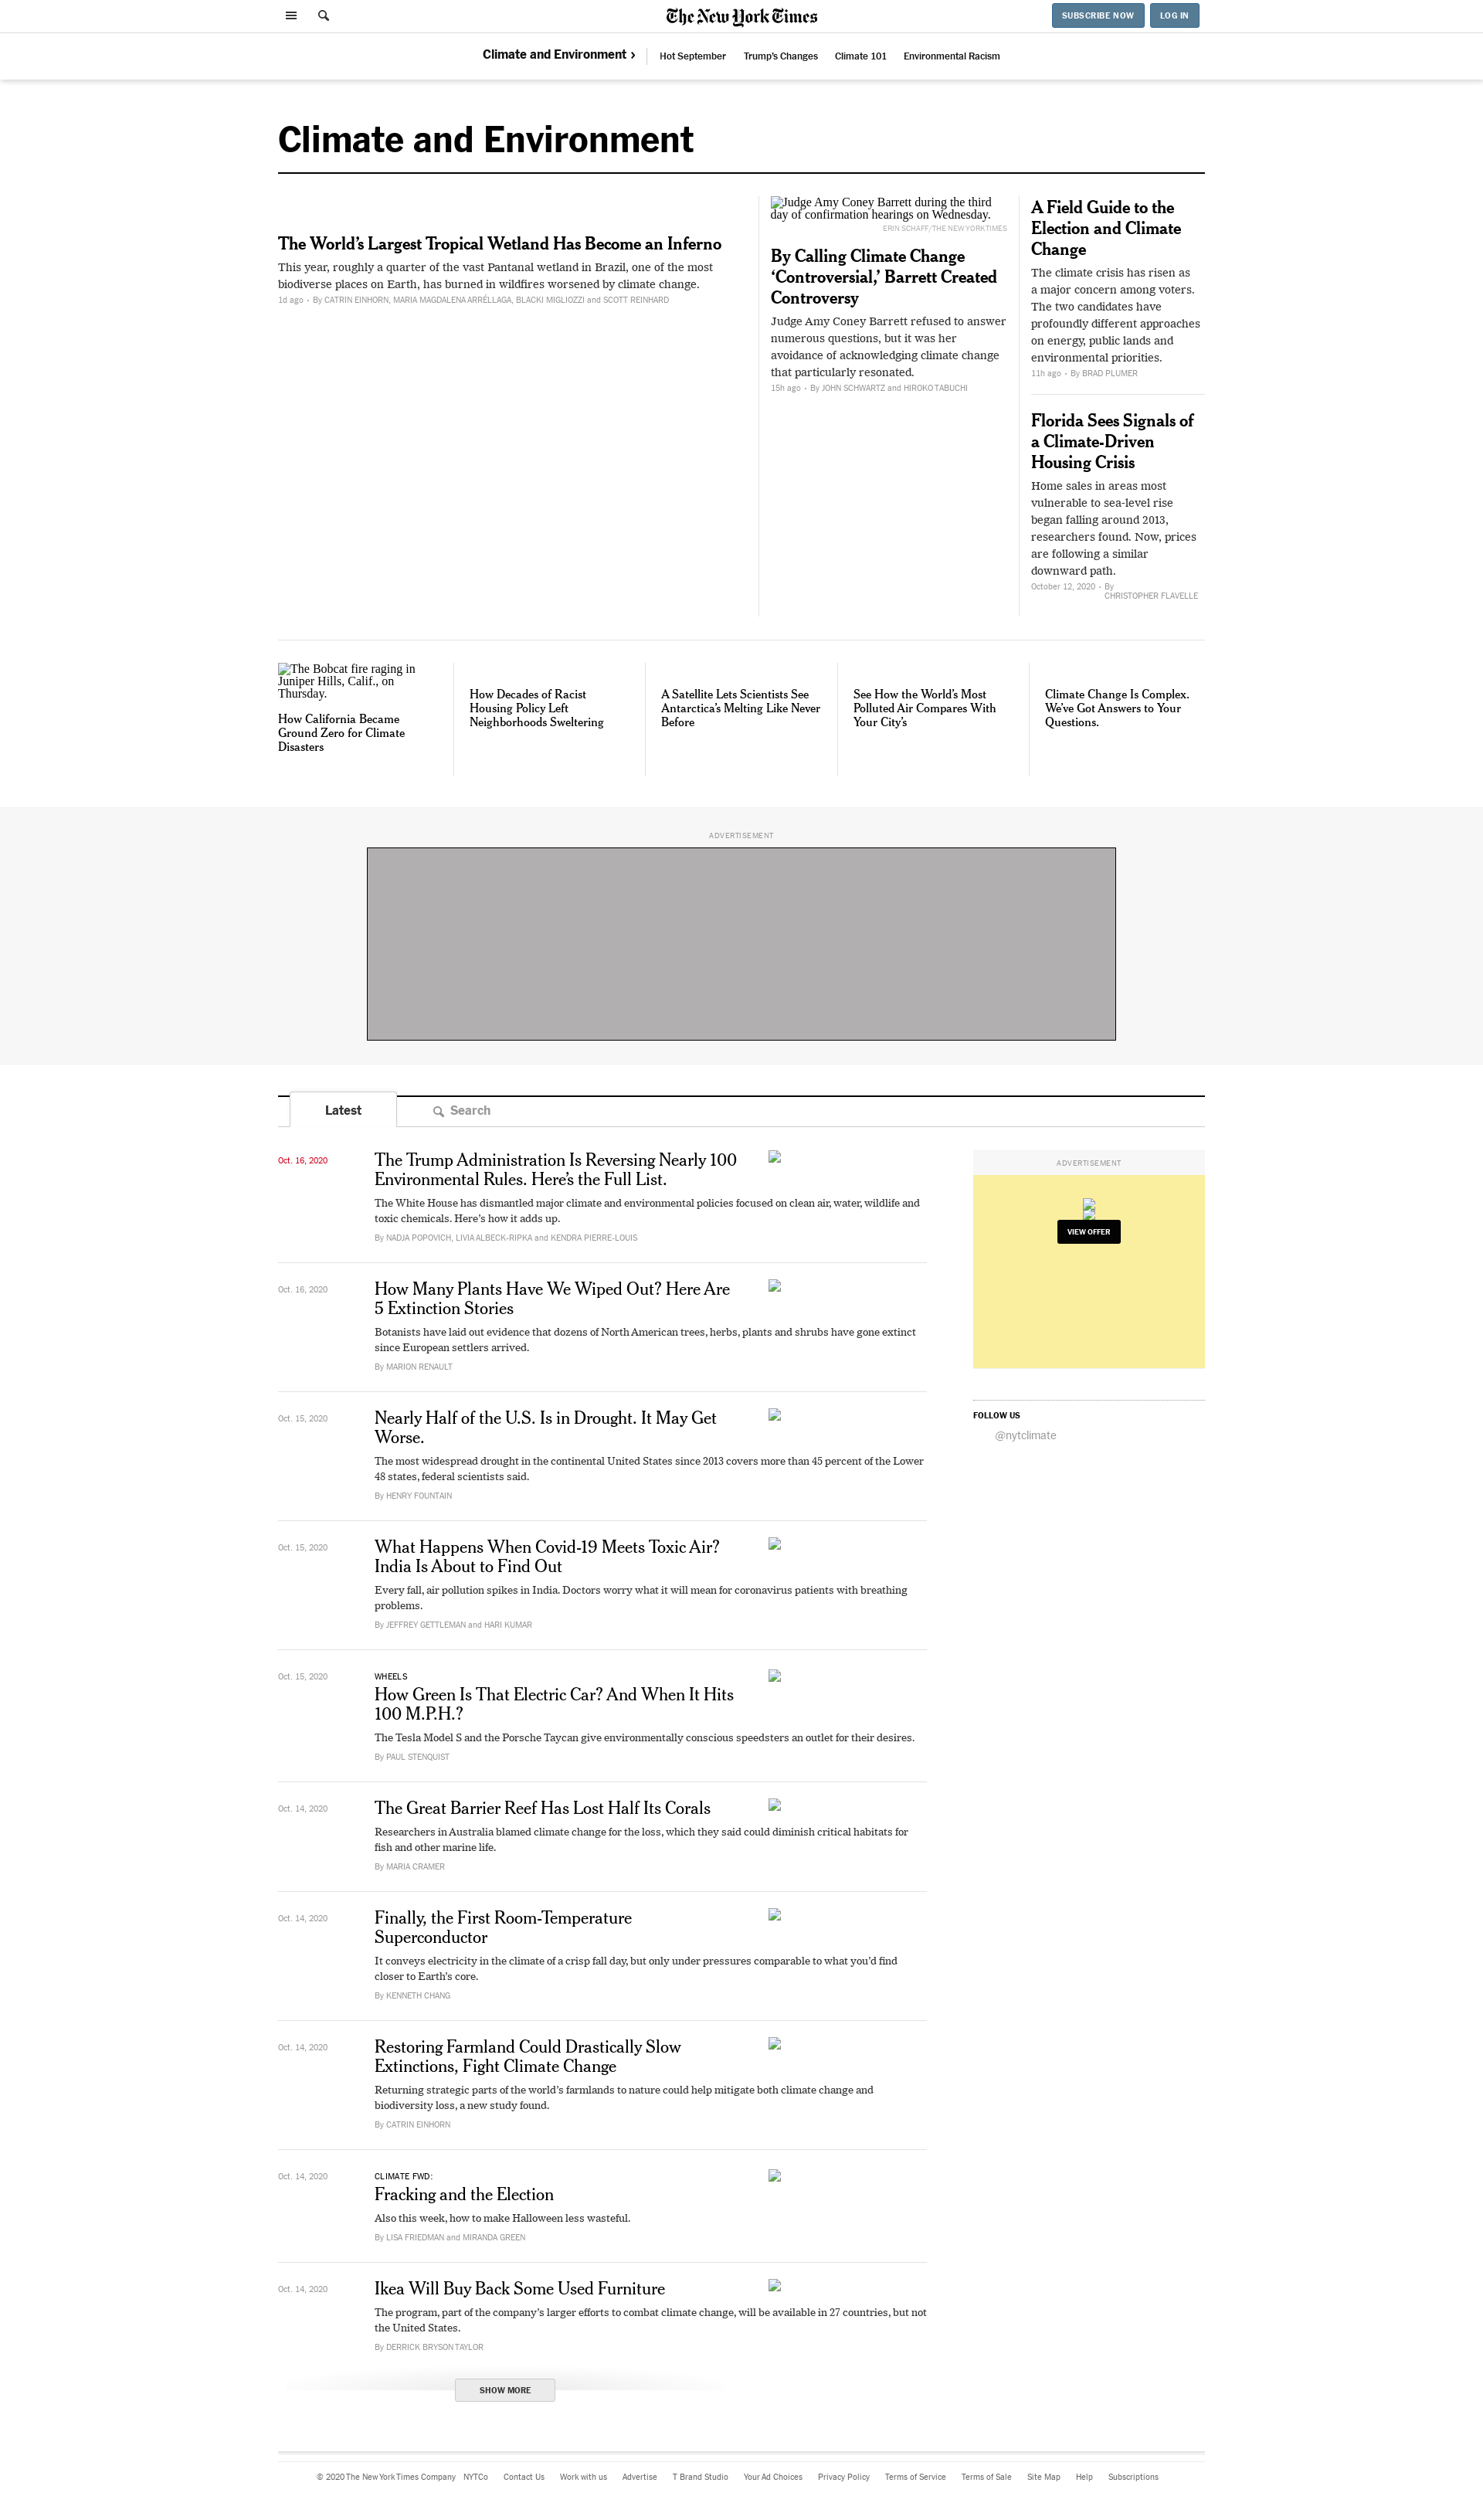 The New York Times
SUBSCRIBE NOW
LOG IN
Climate and Environment ›
Hot September
Trump's Changes
Climate 101
Environmental Racism
Climate and Environment
The World's Largest Tropical Wetland Has Become an Inferno
This year, roughly a quarter of the vast Pantanal wetland in Brazil, one of the most
biodiverse places on Earth, has burned in wildfires worsened by climate change.
1d ago • By CATRIN EINHORN, MARIA MAGDALENA ARRÉLLAGA, BLACKI MIGLIOZZI and SCOTT REINHARD
Judge Amy Coney Barrett during the third
day of confirmation hearings on Wednesday.
ERIN SCHAFF/THE NEW YORK TIMES
By Calling Climate Change
'Controversial,' Barrett Created
Controversy
Judge Amy Coney Barrett refused to answer
numerous questions, but it was her
avoidance of acknowledging climate change
that particularly resonated.
15h ago • By JOHN SCHWARTZ and HIROKO TABUCHI
A Field Guide to the
Election and Climate
Change
The climate crisis has risen as
a major concern among voters.
The two candidates have
profoundly different approaches
on energy, public lands and
environmental priorities.
11h ago • By BRAD PLUMER
Florida Sees Signals of
a Climate-Driven
Housing Crisis
Home sales in areas most
vulnerable to sea-level rise
began falling around 2013,
researchers found. Now, prices
are following a similar
downward path.
October 12, 2020 • By
CHRISTOPHER FLAVELLE
The Bobcat fire raging in
Juniper Hills, Calif., on
Thursday.
How California Became
Ground Zero for Climate
Disasters
How Decades of Racist
Housing Policy Left
Neighborhoods Sweltering
A Satellite Lets Scientists See
Antarctica's Melting Like Never
Before
See How the World's Most
Polluted Air Compares With
Your City's
Climate Change Is Complex.
We've Got Answers to Your
Questions.
ADVERTISEMENT
Latest
Search
Oct. 16, 2020
The Trump Administration Is Reversing Nearly 100
Environmental Rules. Here's the Full List.
The White House has dismantled major climate and environmental policies focused on clean air, water, wildlife and
toxic chemicals. Here's how it adds up.
By NADJA POPOVICH, LIVIA ALBECK-RIPKA and KENDRA PIERRE-LOUIS
ADVERTISEMENT
VIEW OFFER
FOLLOW US
@nytclimate
Oct. 16, 2020
How Many Plants Have We Wiped Out? Here Are
5 Extinction Stories
Botanists have laid out evidence that dozens of North American trees, herbs, plants and shrubs have gone extinct
since European settlers arrived.
By MARION RENAULT
Oct. 15, 2020
Nearly Half of the U.S. Is in Drought. It May Get
Worse.
The most widespread drought in the continental United States since 2013 covers more than 45 percent of the Lower
48 states, federal scientists said.
By HENRY FOUNTAIN
Oct. 15, 2020
What Happens When Covid-19 Meets Toxic Air?
India Is About to Find Out
Every fall, air pollution spikes in India. Doctors worry what it will mean for coronavirus patients with breathing
problems.
By JEFFREY GETTLEMAN and HARI KUMAR
Oct. 15, 2020
WHEELS
How Green Is That Electric Car? And When It Hits
100 M.P.H.?
The Tesla Model S and the Porsche Taycan give environmentally conscious speedsters an outlet for their desires.
By PAUL STENQUIST
Oct. 14, 2020
The Great Barrier Reef Has Lost Half Its Corals
Researchers in Australia blamed climate change for the loss, which they said could diminish critical habitats for
fish and other marine life.
By MARIA CRAMER
Oct. 14, 2020
Finally, the First Room-Temperature
Superconductor
It conveys electricity in the climate of a crisp fall day, but only under pressures comparable to what you'd find
closer to Earth's core.
By KENNETH CHANG
Oct. 14, 2020
Restoring Farmland Could Drastically Slow
Extinctions, Fight Climate Change
Returning strategic parts of the world's farmlands to nature could help mitigate both climate change and
biodiversity loss, a new study found.
By CATRIN EINHORN
Oct. 14, 2020
CLIMATE FWD:
Fracking and the Election
Also this week, how to make Halloween less wasteful.
By LISA FRIEDMAN and MIRANDA GREEN
Oct. 14, 2020
Ikea Will Buy Back Some Used Furniture
The program, part of the company's larger efforts to combat climate change, will be available in 27 countries, but not
the United States.
By DERRICK BRYSON TAYLOR
SHOW MORE
© 2020 The New York Times Company NYTCo Contact Us Work with us Advertise T Brand Studio Your Ad Choices Privacy Policy Terms of Service Terms of Sale Site Map Help Subscriptions